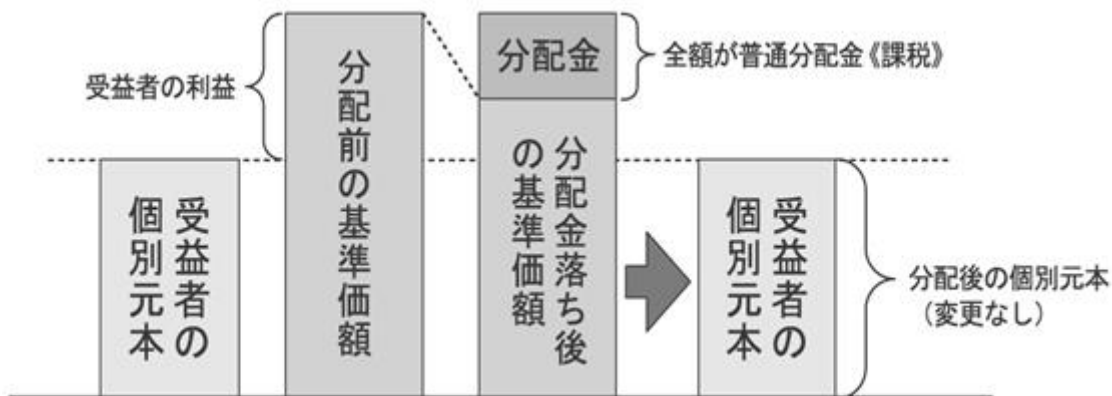 受益者の利益
受益者の
個別元本
分配前の基準価額
分配金
分配金落ち後
の基準価額
全額が普通分配金《課税》
受益者の
個別元本
分配後の個別元本
（変更なし）